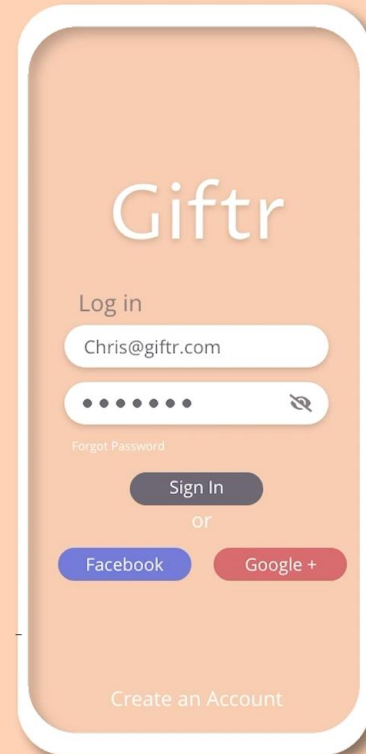 Giftr
Log in
Chris@giftr.com
Forgot Password
Sign In
or
Facebook Google +
Create an Account